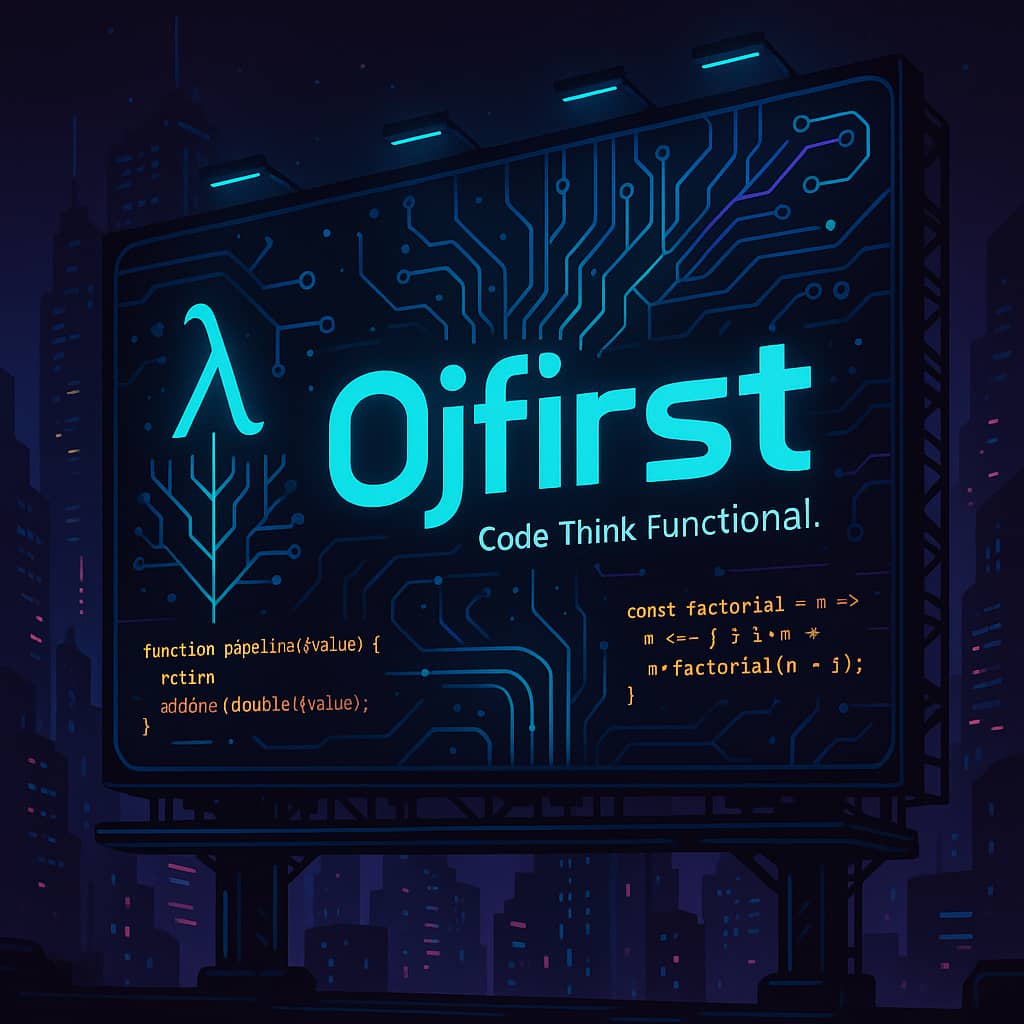 λ
Ojfirst
Code Think Functional.
function pápelina( value) {
rctirn
addóne (double( value);
}
const factorial = m =>
m <=– ʃ
m•factorial(n - j);
}